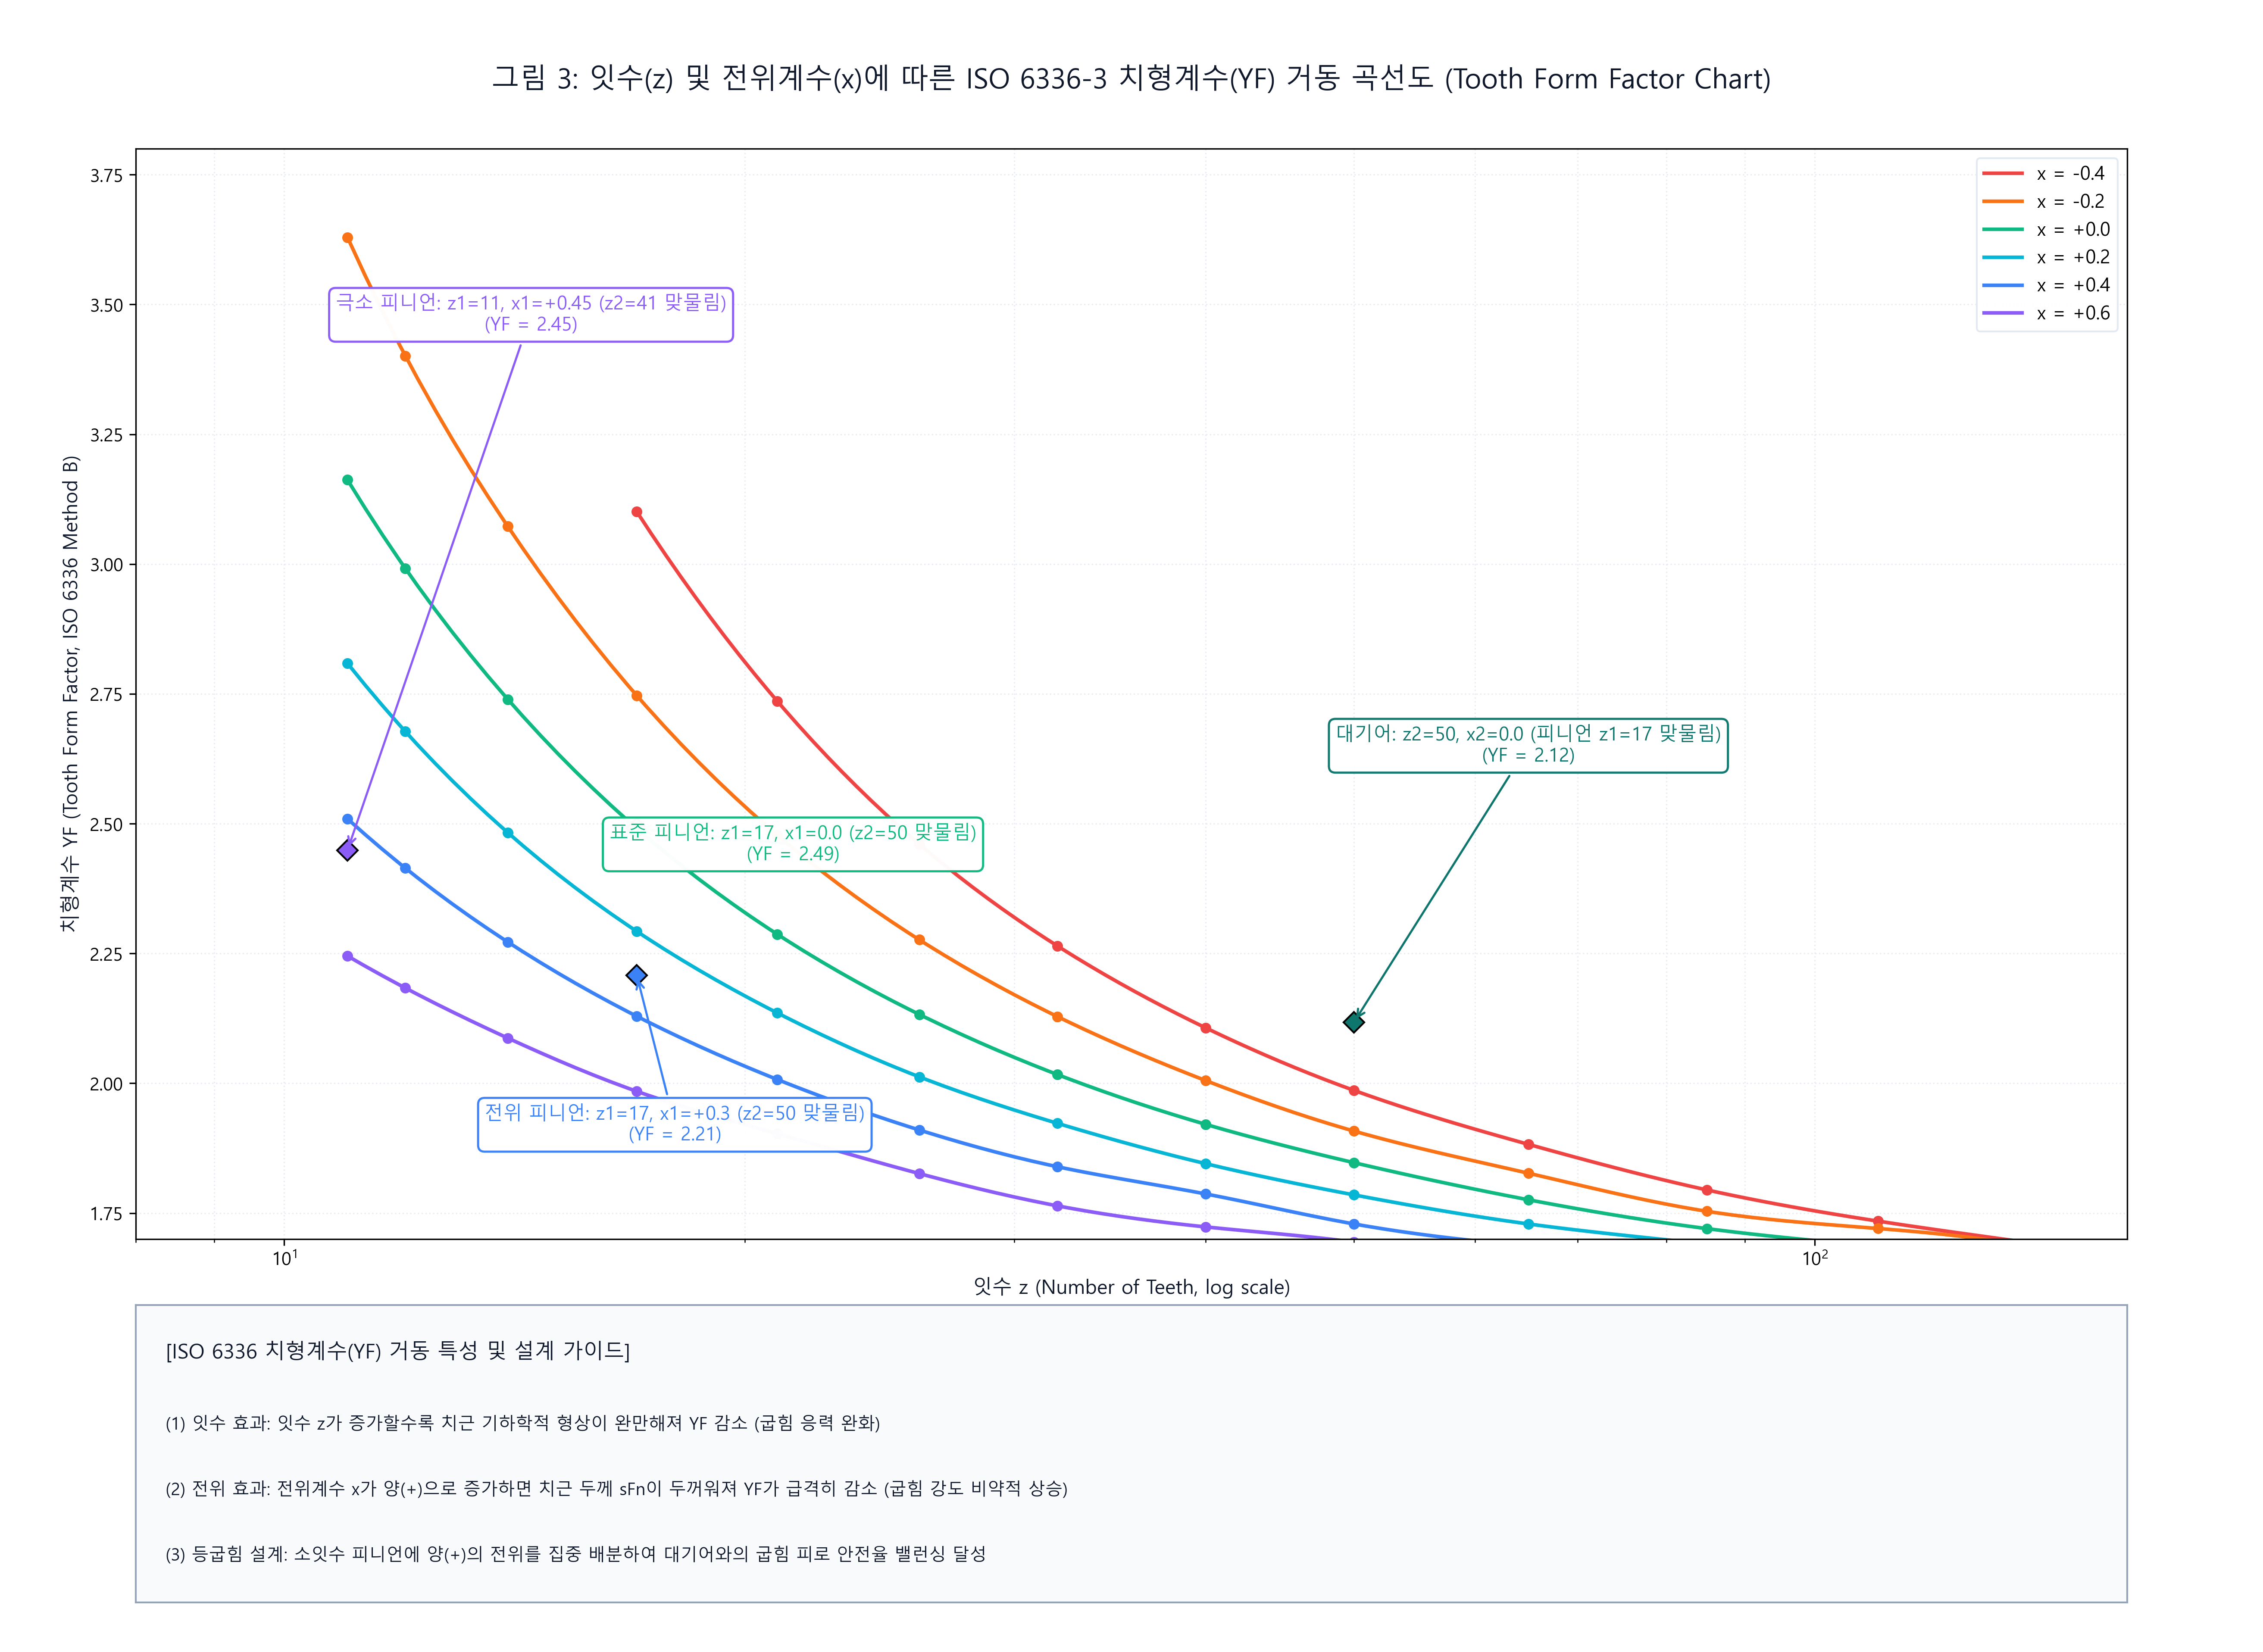 그림 3: 잇수(z) 및 전위계수(x)에 따른 ISO 6336-3 치형계수(YF) 거동 곡선도 (Tooth Form Factor Chart)
치형계수 YF (Tooth Form Factor, ISO 6336 Method B)
3.75
3.50
3.25
3.00
2.75
2.50
2.25
2.00
1.75
x = -0.4
x = -0.2
x = +0.0
x = +0.2
x = +0.4
x = +0.6
극소 피니언: z1=11, x1=+0.45 (z2=41 맞물림)
(YF = 2.45)
대기어: z2=50, x2=0.0 (피니언 z1=17 맞물림)
(YF = 2.12)
표준 피니언: z1=17, x1=0.0 (z2=50 맞물림)
(YF = 2.49)
전위 피니언: z1=17, x1=+0.3 (z2=50 맞물림)
(YF = 2.21)
10¹
10²
잇수 z (Number of Teeth, log scale)
[ISO 6336 치형계수(YF) 거동 특성 및 설계 가이드]
(1) 잇수 효과: 잇수 z가 증가할수록 치근 기하학적 형상이 완만해져 YF 감소 (굽힘 응력 완화)
(2) 전위 효과: 전위계수 x가 양(+)으로 증가하면 치근 두께 sFn이 두꺼워져 YF가 급격히 감소 (굽힘 강도 비약적 상승)
(3) 등굽힘 설계: 소잇수 피니언에 양(+)의 전위를 집중 배분하여 대기어와의 굽힘 피로 안전율 밸런싱 달성